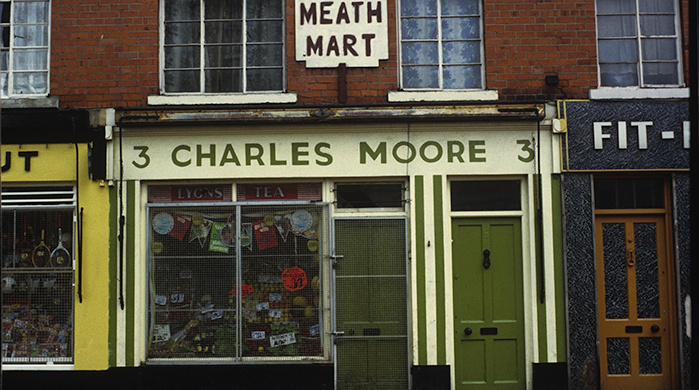 MEATH
MART
3 CHARLES MOORE 3
UT
FIT-
LYONS TEA